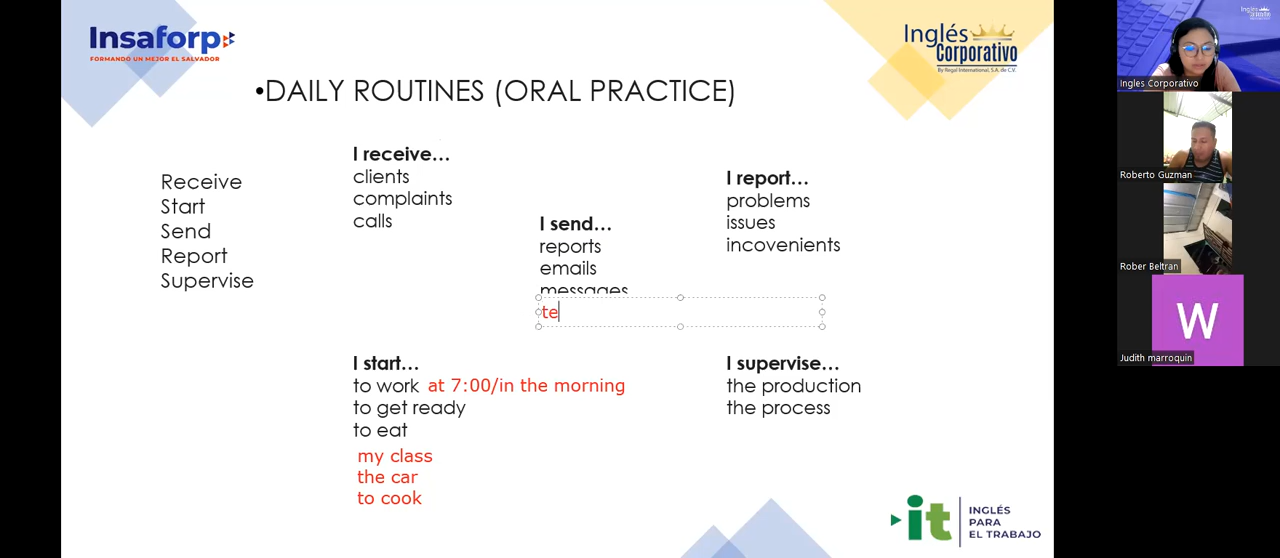 Insaforp
FORMANDO UN MEJOR EL SALVADOR
Inglés
Corporativo
By Regal International, S.A. de C.V.
•DAILY ROUTINES (ORAL PRACTICE)
Receive
Start
Send
Report
Supervise
I receive…
clients
complaints
calls
I send…
reports
emails
messages
te
I report…
problems
issues
incovenients
I start…
to work at 7:00/in the morning
to get ready
to eat
my class
the car
to cook
I supervise…
the production
the process
it
INGLÉS
PARA
EL TRABAJO
Ingles Corporativo
Roberto Guzman
Rober Beltran
W
Judith marroquin